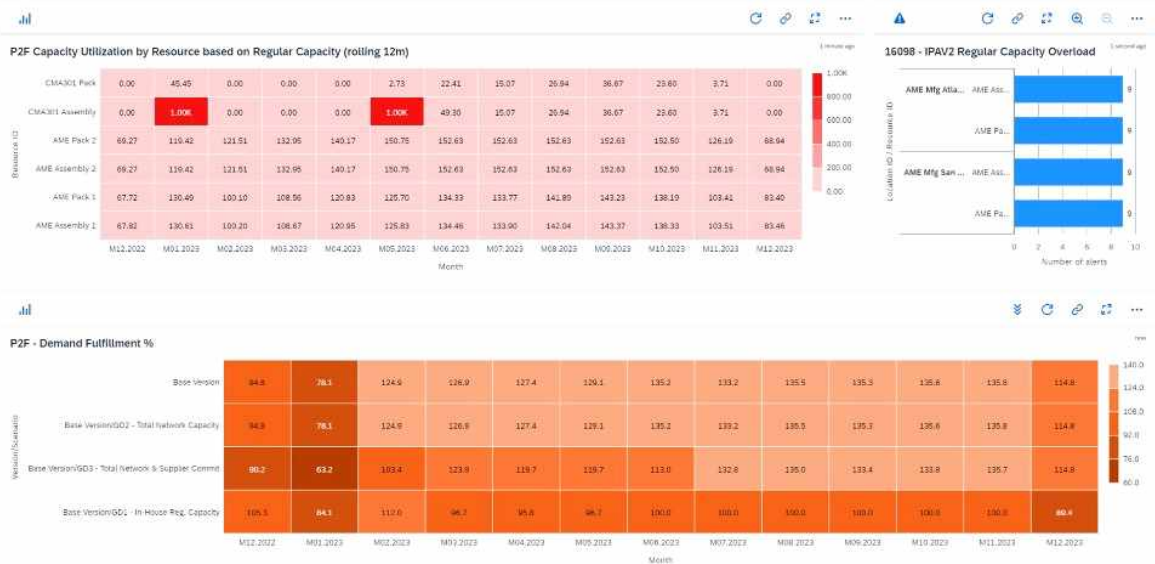 P2F Capacity Utilization by Resource based on Regular Capacity (rolling 12m)
1 minute ago
Resource ID
CMA301 Pack 0.00 45.45 0.00 0.00 0.00 2.73 22.41 15.07 26.94 36.67 23.60 3.71 0.00
CMA301 Assembly 0.00 1.00K 0.00 0.00 0.00 1.00K 49.30 15.07 26.94 36.67 23.60 3.71 0.00
AME Pack 2 69.27 119.42 121.51 132.95 140.17 150.75 152.63 152.63 152.63 152.63 152.50 126.19 68.94
AME Assembly 2 69.27 119.42 121.51 132.95 140.17 150.75 152.63 152.63 152.63 152.63 152.50 126.19 68.94
AME Pack 1 67.72 130.49 100.10 108.56 120.83 125.70 134.33 133.77 141.89 143.23 138.19 103.41 83.40
AME Assembly 1 67.82 130.61 100.20 108.67 120.95 125.83 134.46 133.90 142.04 143.37 138.33 103.51 83.46
M12.2022 M01.2023 M02.2023 M03.2023 M04.2023 M05.2023 M06.2023 M07.2023 M08.2023 M09.2023 M10.2023 M11.2023 M12.2023
Month
1.00K
800.00
600.00
400.00
200.00
0.00
16098 - IPAV2 Regular Capacity Overload
1 second ago
Location ID / Resource ID
AME Mfg Atla... AME Ass... 9
AME Pa... 9
AME Mfg San ... AME Ass... 9
AME Pa... 9
0 2 4 6 8 10
Number of alerts
P2F - Demand Fulfillment %
now
Version/Scenario
Base Version 94.8 78.1 124.9 126.9 127.4 129.1 135.2 133.2 135.5 135.3 135.6 135.8 114.8
Base Version/GD2 - Total Network Capacity 94.8 78.1 124.9 126.9 127.4 129.1 135.2 133.2 135.5 135.3 135.6 135.8 114.8
Base Version/GD3 - Total Network & Supplier Commit 80.2 63.2 103.4 123.9 119.7 119.7 113.0 132.8 135.0 133.4 133.8 135.7 114.8
Base Version/GD1 - In-House Reg. Capacity 105.5 84.1 112.0 96.7 95.8 96.7 100.0 100.0 100.0 100.0 100.0 100.0 89.4
M12.2022 M01.2023 M02.2023 M03.2023 M04.2023 M05.2023 M06.2023 M07.2023 M08.2023 M09.2023 M10.2023 M11.2023 M12.2023
Month
140.0
124.0
108.0
92.0
76.0
60.0